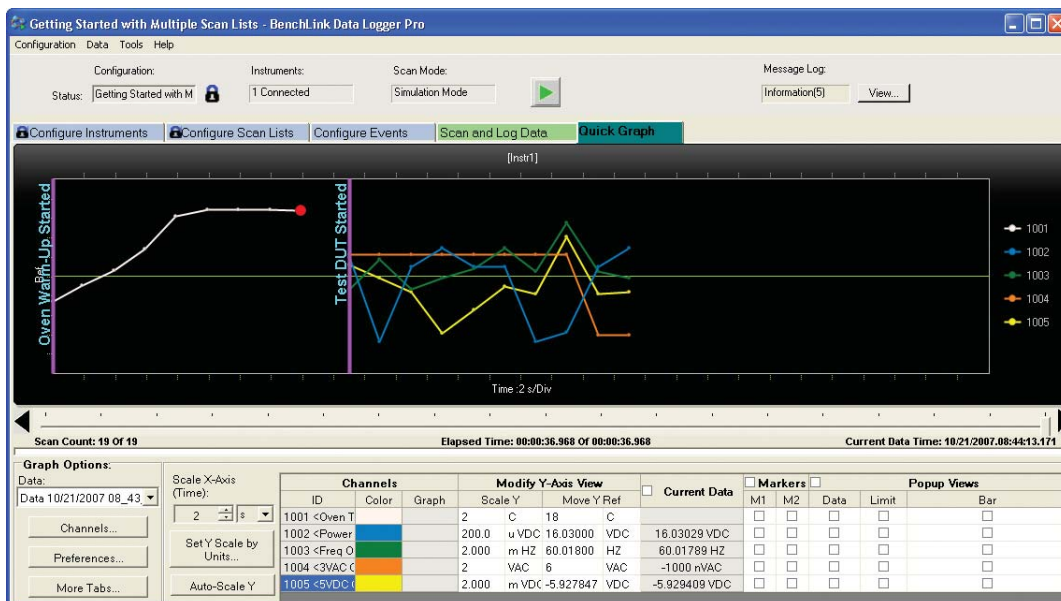 Getting Started with Multiple Scan Lists - BenchLink Data Logger Pro
Configuration Data Tools Help
Configuration: Instruments: Scan Mode: Message Log:
Status: Getting Started with M 1 Connected Simulation Mode Information(5) View...
Configure Instruments Configure Scan Lists Configure Events Scan and Log Data Quick Graph
[Instr1]
Oven Warm-Up Started
Ref
Test DUT Started
1001
1002
1003
1004
1005
Time :2 s/Div
Scan Count: 19 Of 19 Elapsed Time: 00:00:36.968 Of 00:00:36.968 Current Data Time: 10/21/2007.08:44:13.171
Graph Options:
Data:
Data 10/21/2007 08_43_
Channels...
Preferences...
More Tabs...
Scale X-Axis
(Time):
2 s
Set Y Scale by
Units...
Auto-Scale Y
Channels Modify Y-Axis View Current Data Markers Popup Views
ID Color Graph Scale Y Move Y Ref M1 M2 Data Limit Bar
1001 <Oven T 2 C 18 C
1002 <Power 200.0 u VDC 16.03000 VDC 16.03029 VDC
1003 <Freq O 2.000 m HZ 60.01800 HZ 60.01789 HZ
1004 <3VAC 2 VAC 6 VAC -1000 nVAC
1005 <5VDC 2.000 m VDC -5.927847 VDC -5.929409 VDC